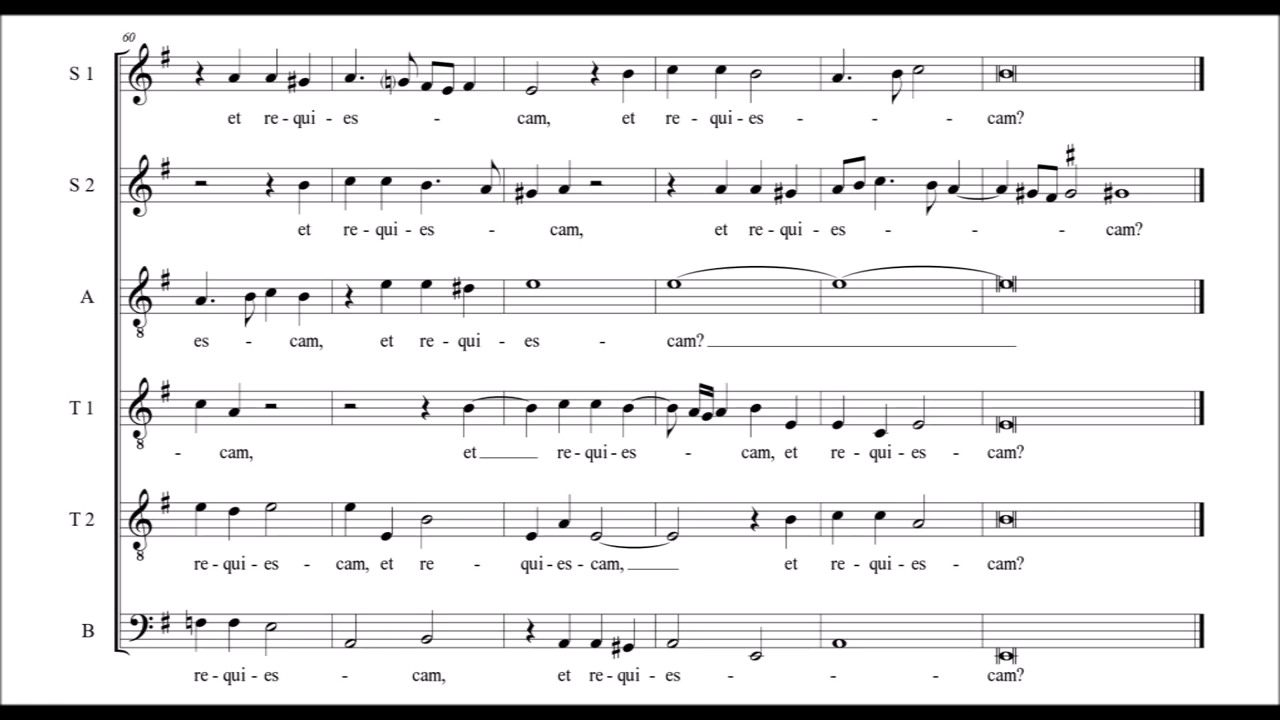 60
S 1
et re - qui - es - cam, et re - qui - es - - - cam?
S 2
et re - qui - es - cam, et re - qui - es - - - cam?
A
8
es - cam, et re - qui - es - cam?
T 1
8
- cam, et re - qui - es - cam, et re - qui - es - cam?
T 2
8
re - qui - es - cam, et re - qui - es - cam, et re - qui - es - cam?
B
re - qui - es - cam, et re - qui - es - - - cam?